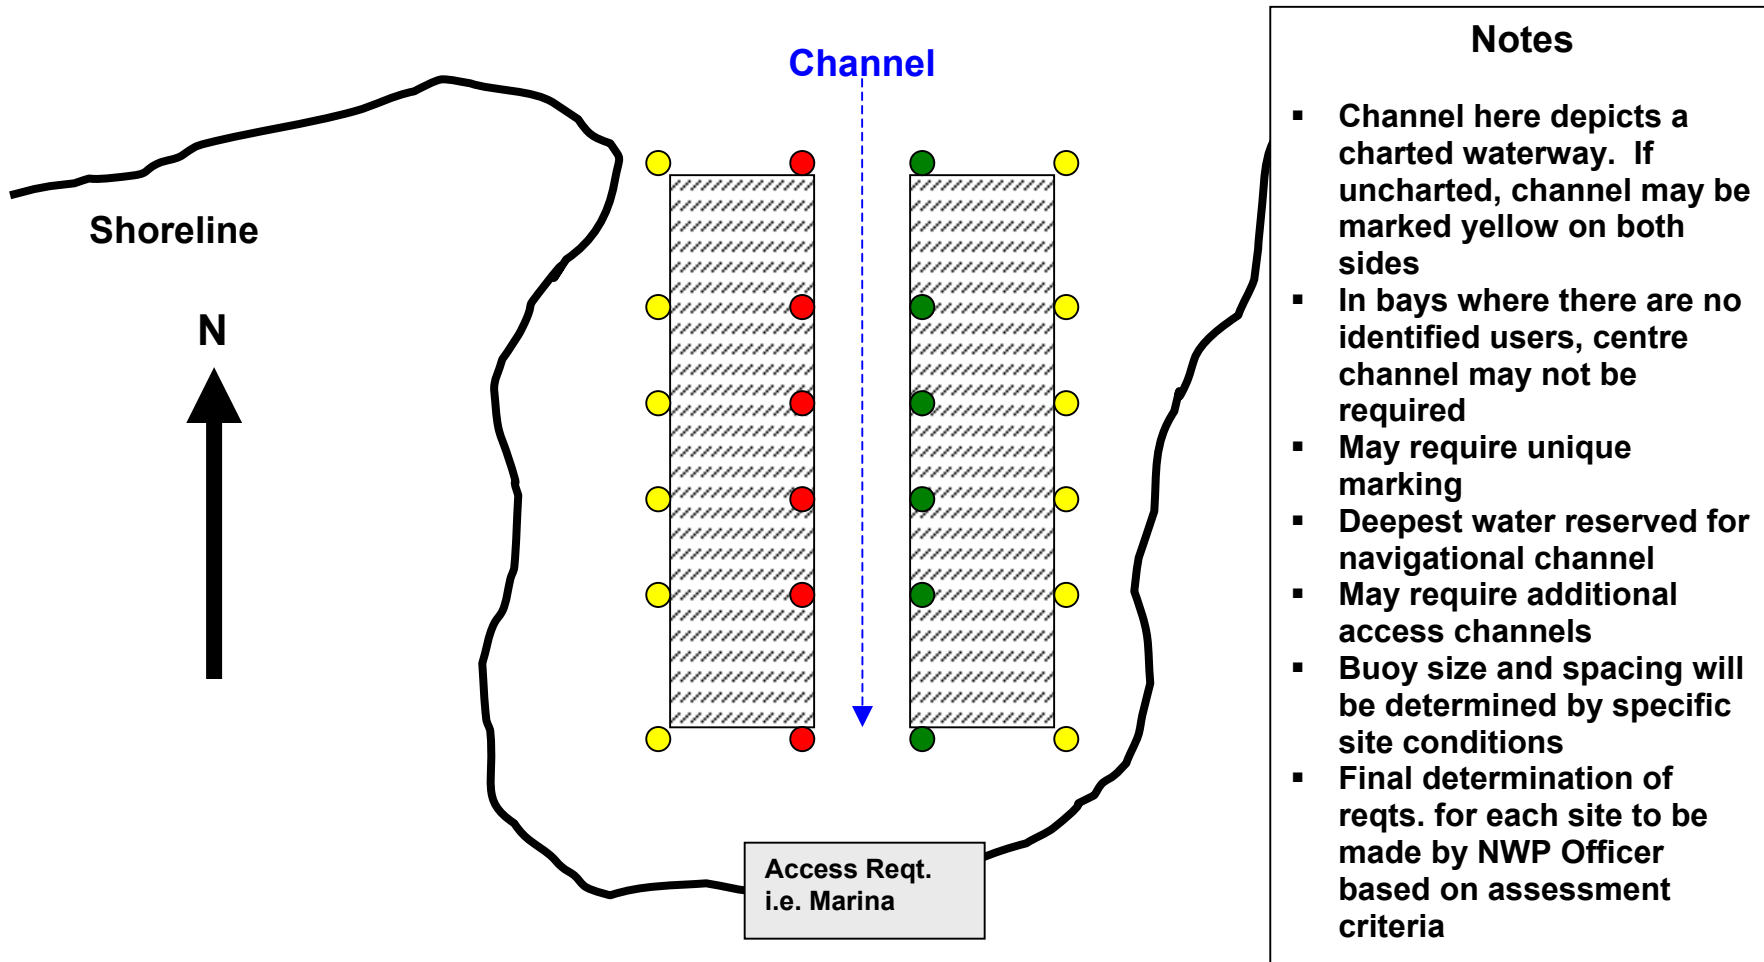 Channel
Shoreline
N
Access Reqt.
i.e. Marina
Notes
▪ Channel here depicts a
charted waterway.  If
uncharted, channel may be
marked yellow on both
sides
▪ In bays where there are no
identified users, centre
channel may not be
required
▪ May require unique
marking
▪ Deepest water reserved for
navigational channel
▪ May require additional
access channels
▪ Buoy size and spacing will
be determined by specific
site conditions
▪ Final determination of
reqts. for each site to be
made by NWP Officer
based on assessment
criteria